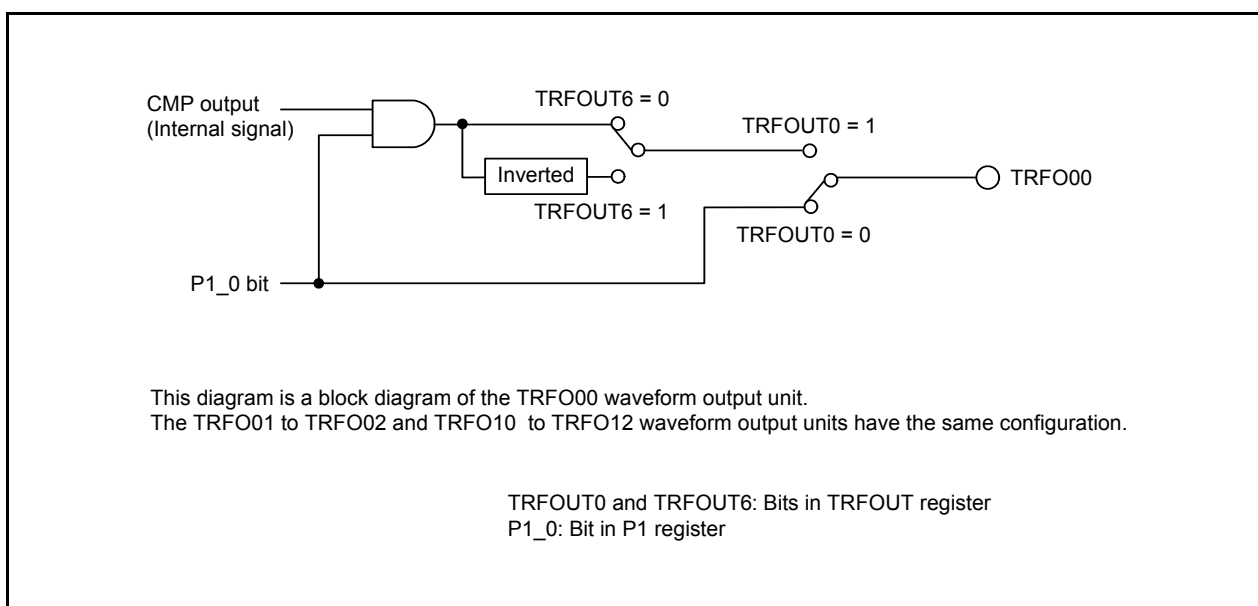 CMP output
(Internal signal)
TRFOUT6 = 0
TRFOUT0 = 1
Inverted
TRFO00
TRFOUT6 = 1
TRFOUT0 = 0
P1_0 bit
This diagram is a block diagram of the TRFO00 waveform output unit.
The TRFO01 to TRFO02 and TRFO10 to TRFO12 waveform output units have the same configuration.
TRFOUT0 and TRFOUT6: Bits in TRFOUT register
P1_0: Bit in P1 register